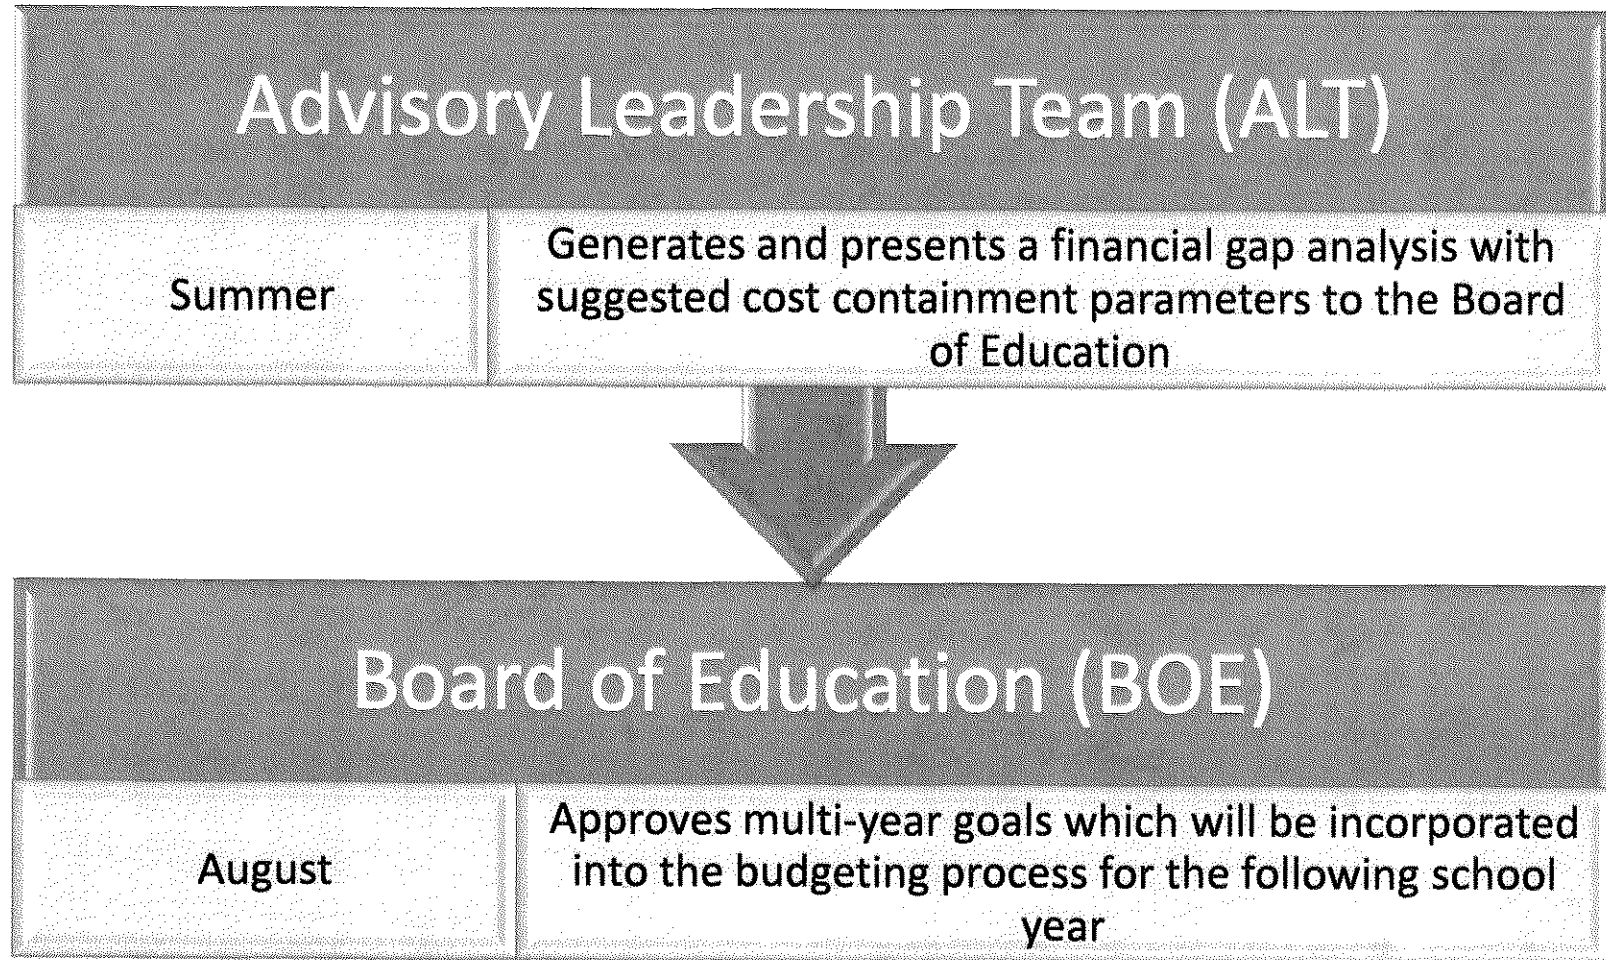 Advisory Leadership Team (ALT)
Summer
Generates and presents a financial gap analysis with
suggested cost containment parameters to the Board
of Education
Board of Education (BOE)
August
Approves multi-year goals which will be incorporated
into the budgeting process for the following school
year